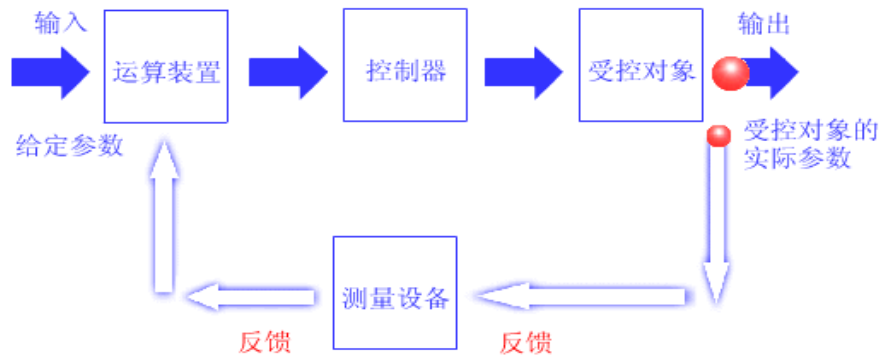 输入
输出
运算装置
控制器
受控对象
给定参数
受控对象的
实际参数
测量设备
反馈
反馈